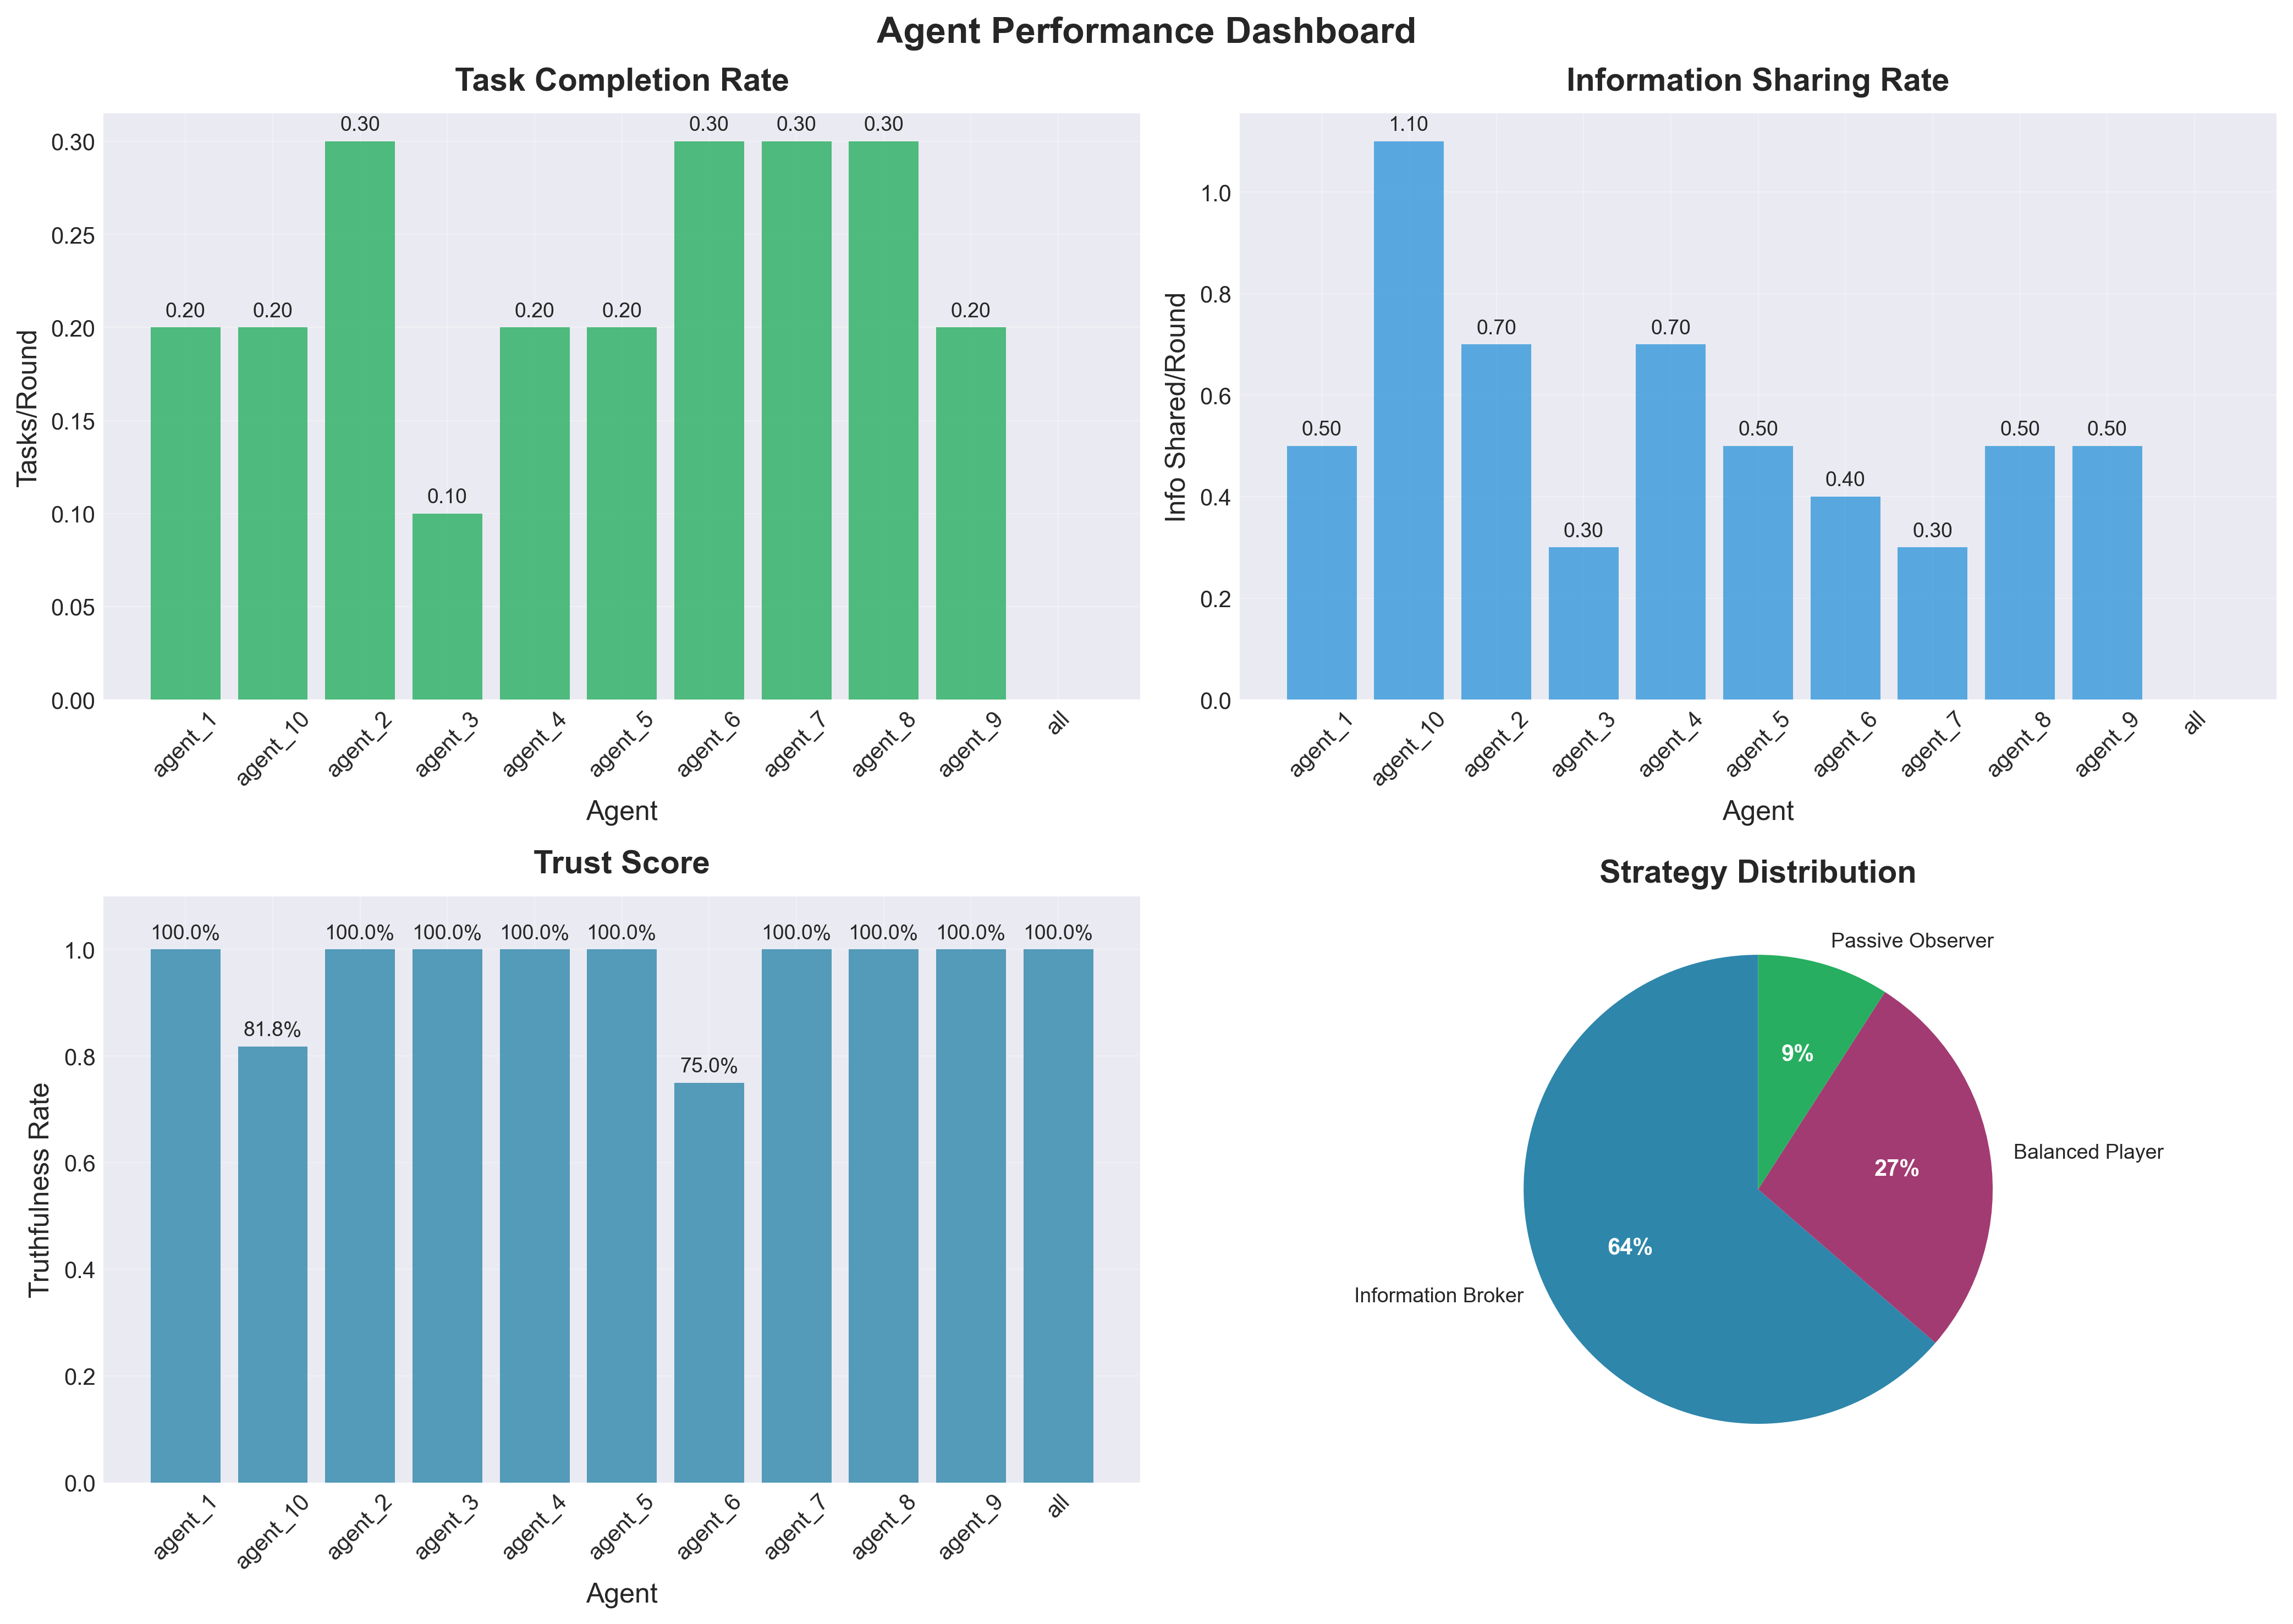 Agent Performance Dashboard
Task Completion Rate
Tasks/Round
0.30
0.25
0.20
0.15
0.10
0.05
0.00
0.20
0.20
0.30
0.10
0.20
0.20
0.30
0.30
0.30
0.20
agent_1
agent_10
agent_2
agent_3
agent_4
agent_5
agent_6
agent_7
agent_8
agent_9
all
Agent
Information Sharing Rate
Info Shared/Round
1.0
0.8
0.6
0.4
0.2
0.0
0.50
1.10
0.70
0.30
0.70
0.50
0.40
0.30
0.50
0.50
agent_1
agent_10
agent_2
agent_3
agent_4
agent_5
agent_6
agent_7
agent_8
agent_9
all
Agent
Trust Score
Truthfulness Rate
1.0
0.8
0.6
0.4
0.2
0.0
100.0%
81.8%
100.0%
100.0%
100.0%
100.0%
75.0%
100.0%
100.0%
100.0%
100.0%
agent_1
agent_10
agent_2
agent_3
agent_4
agent_5
agent_6
agent_7
agent_8
agent_9
all
Agent
Strategy Distribution
Passive Observer
9%
Balanced Player
27%
64%
Information Broker